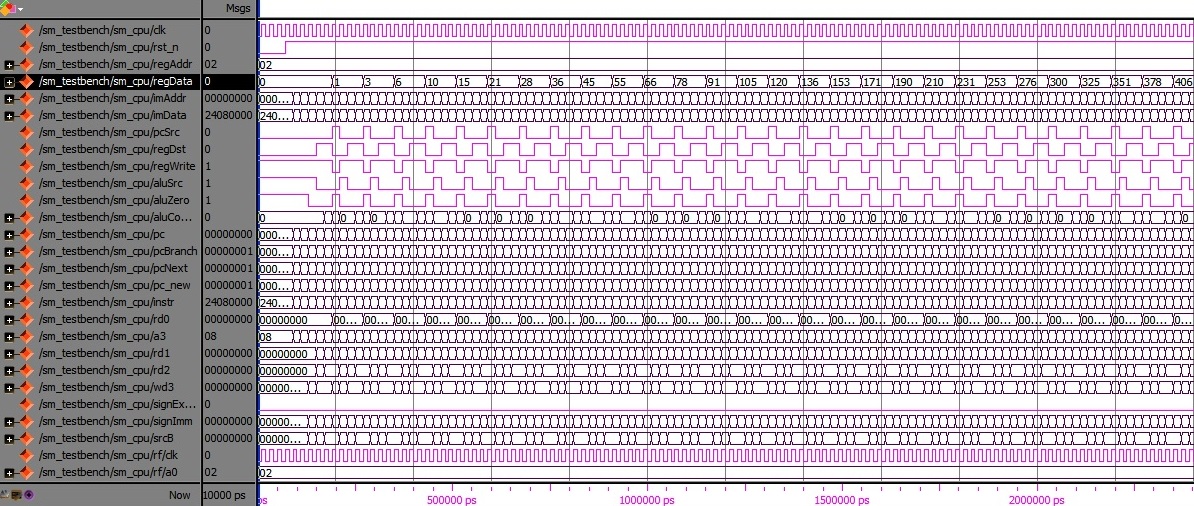 Msgs
/sm_testbench/sm_cpu/clk 0
/sm_testbench/sm_cpu/rst_n 0
/sm_testbench/sm_cpu/regAddr 02 02
/sm_testbench/sm_cpu/regData 0 0 1 3 6 10 15 21 28 36 45 55 66 78 91 105 120 136 153 171 190 210 231 253 276 300 325 351 378 406
/sm_testbench/sm_cpu/imAddr 00000000 000...
/sm_testbench/sm_cpu/imData 24080000 240...
/sm_testbench/sm_cpu/pcSrc 0
/sm_testbench/sm_cpu/regDst 0
/sm_testbench/sm_cpu/regWrite 1
/sm_testbench/sm_cpu/aluSrc 1
/sm_testbench/sm_cpu/aluZero 1
/sm_testbench/sm_cpu/aluCo... 0 0 0 0 0 0 0 0 0 0 0 0 0 0 0 0 0 0
/sm_testbench/sm_cpu/pc 00000000 000...
/sm_testbench/sm_cpu/pcBranch 00000001 000...
/sm_testbench/sm_cpu/pcNext 00000001 000...
/sm_testbench/sm_cpu/pc_new 00000001 000...
/sm_testbench/sm_cpu/instr 24080000 240...
/sm_testbench/sm_cpu/rd0 00000000 00000000 00... 00... 00... 00... 00... 00... 00... 00... 00... 00... 00... 00... 00... 00... 00... 00... 00... 00... 00... 00... 00... 00... 00... 00... 00... 00... 00... 00...
/sm_testbench/sm_cpu/a3 08 08
/sm_testbench/sm_cpu/rd1 00000000 00000000
/sm_testbench/sm_cpu/rd2 00000000 00000000
/sm_testbench/sm_cpu/wd3 00000000 00000...
/sm_testbench/sm_cpu/signEx... 0
/sm_testbench/sm_cpu/signImm 00000000 00000...
/sm_testbench/sm_cpu/srcB 00000000 00000...
/sm_testbench/sm_cpu/rf/clk 0
/sm_testbench/sm_cpu/rf/a0 02 02
Now 10000 ps ps 500000 ps 1000000 ps 1500000 ps 2000000 ps